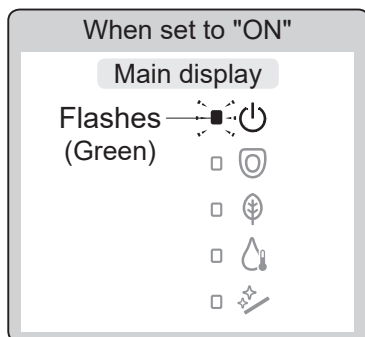 When set to "ON"
Main display
Flashes
(Green)